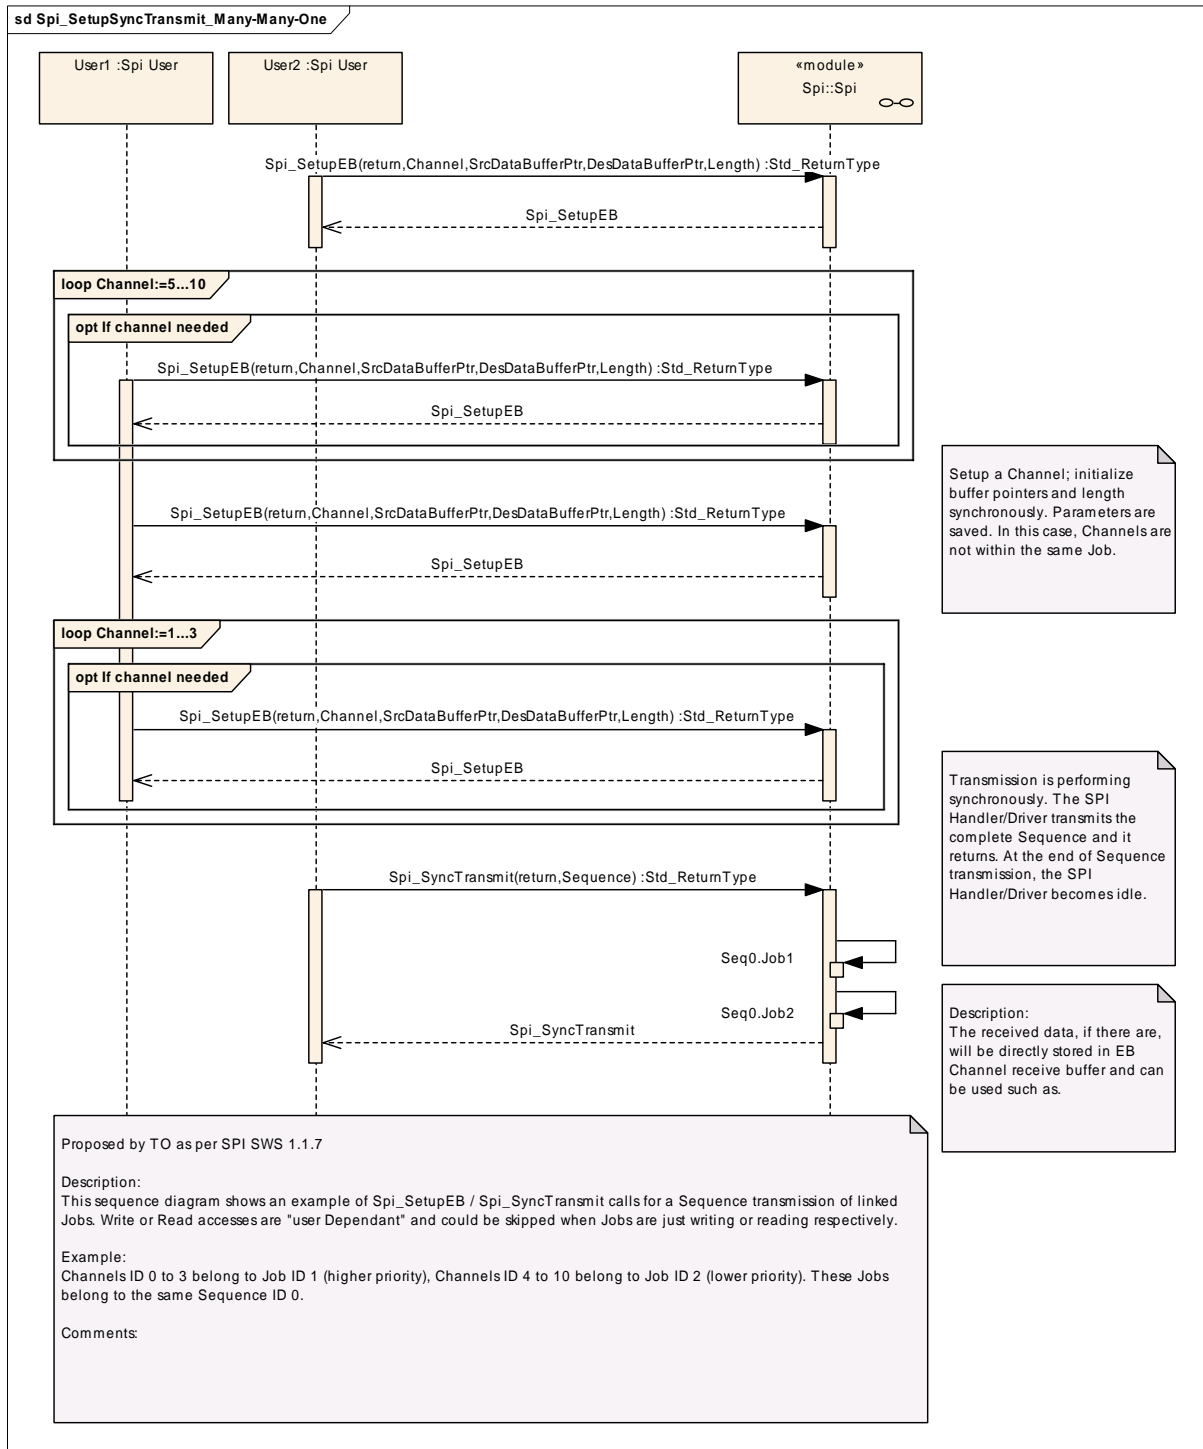 sd Spi_SetupSyncTransmit_Many-Many-One
User1 :Spi User
User2 :Spi User
«module»
Spi::Spi
Spi_SetupEB(return,Channel,SrcDataBufferPtr,DesDataBufferPtr,Length) :Std_ReturnType
Spi_SetupEB
loop Channel:=5...10
opt If channel needed
Spi_SetupEB(return,Channel,SrcDataBufferPtr,DesDataBufferPtr,Length) :Std_ReturnType
Spi_SetupEB
Setup a Channel; initialize
buffer pointers and length
synchronously. Parameters are
saved. In this case, Channels are
not within the same Job.
Spi_SetupEB(return,Channel,SrcDataBufferPtr,DesDataBufferPtr,Length) :Std_ReturnType
Spi_SetupEB
loop Channel:=1...3
opt If channel needed
Spi_SetupEB(return,Channel,SrcDataBufferPtr,DesDataBufferPtr,Length) :Std_ReturnType
Spi_SetupEB
Transmission is performing
synchronously. The SPI
Handler/Driver transmits the
complete Sequence and it
returns. At the end of Sequence
transmission, the SPI
Handler/Driver becomes idle.
Spi_SyncTransmit(return,Sequence) :Std_ReturnType
Seq0.Job1
Seq0.Job2
Spi_SyncTransmit
Description:
The received data, if there are,
will be directly stored in EB
Channel receive buffer and can
be used such as.
Proposed by TO as per SPI SWS 1.1.7
Description:
This sequence diagram shows an example of Spi_SetupEB / Spi_SyncTransmit calls for a Sequence transmission of linked
Jobs. Write or Read accesses are "user Dependant" and could be skipped when Jobs are just writing or reading respectively.
Example:
Channels ID 0 to 3 belong to Job ID 1 (higher priority), Channels ID 4 to 10 belong to Job ID 2 (lower priority). These Jobs
belong to the same Sequence ID 0.
Comments: